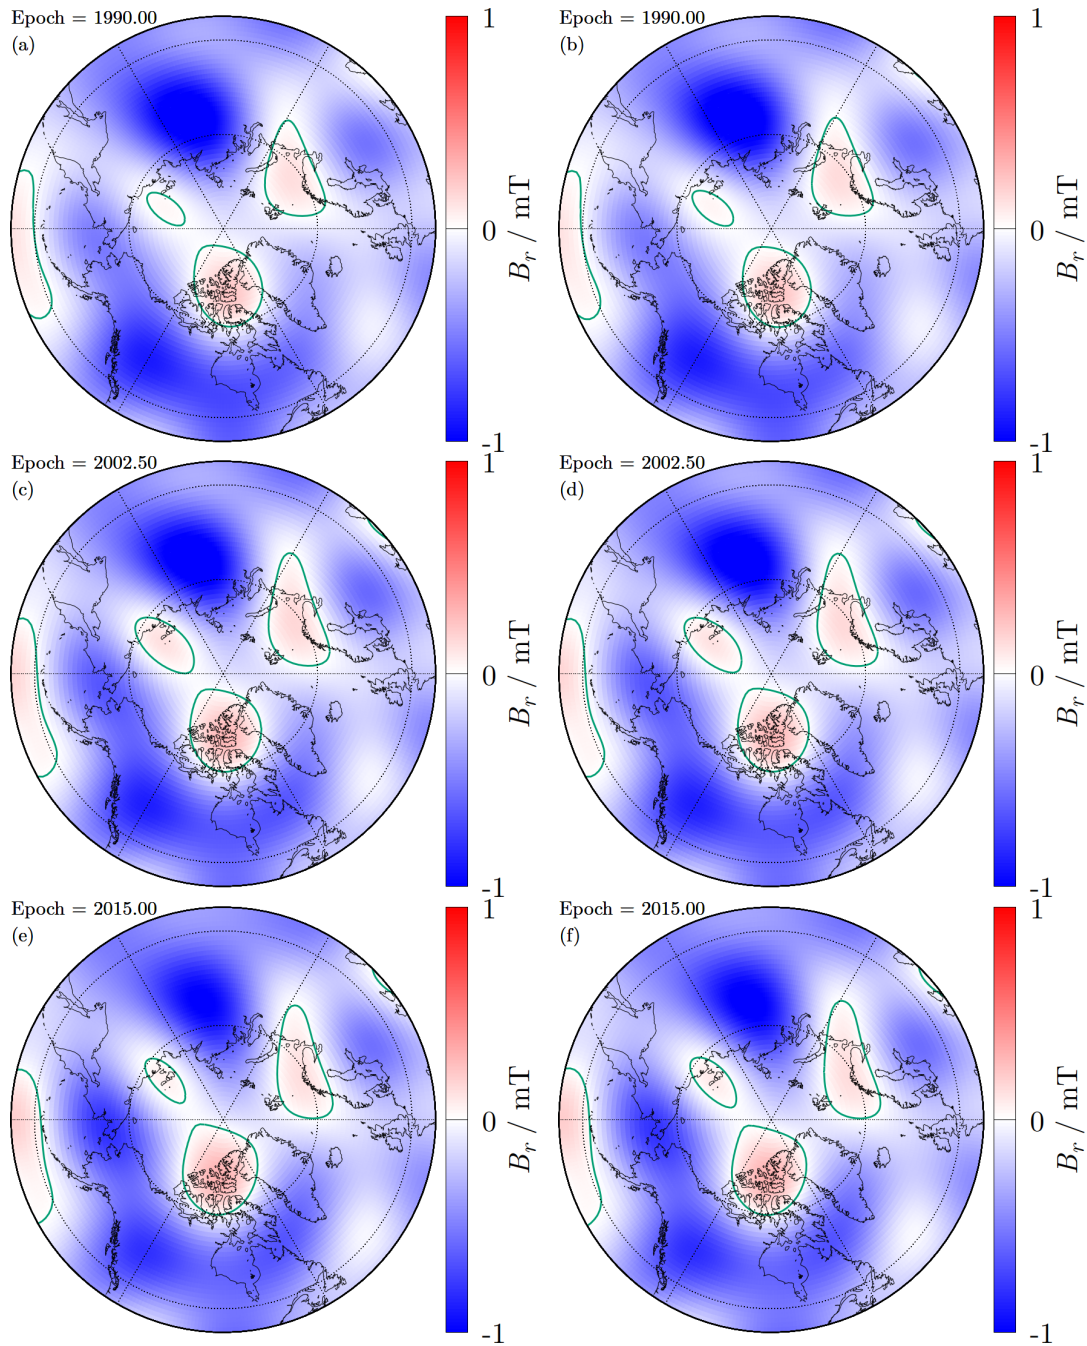 Epoch = 1990.00
(a)
1
0
-1
B_r / mT
Epoch = 1990.00
(b)
1
0
-1
B_r / mT
Epoch = 2002.50
(c)
1
0
-1
B_r / mT
Epoch = 2002.50
(d)
1
0
-1
B_r / mT
Epoch = 2015.00
(e)
1
0
-1
B_r / mT
Epoch = 2015.00
(f)
1
0
-1
B_r / mT